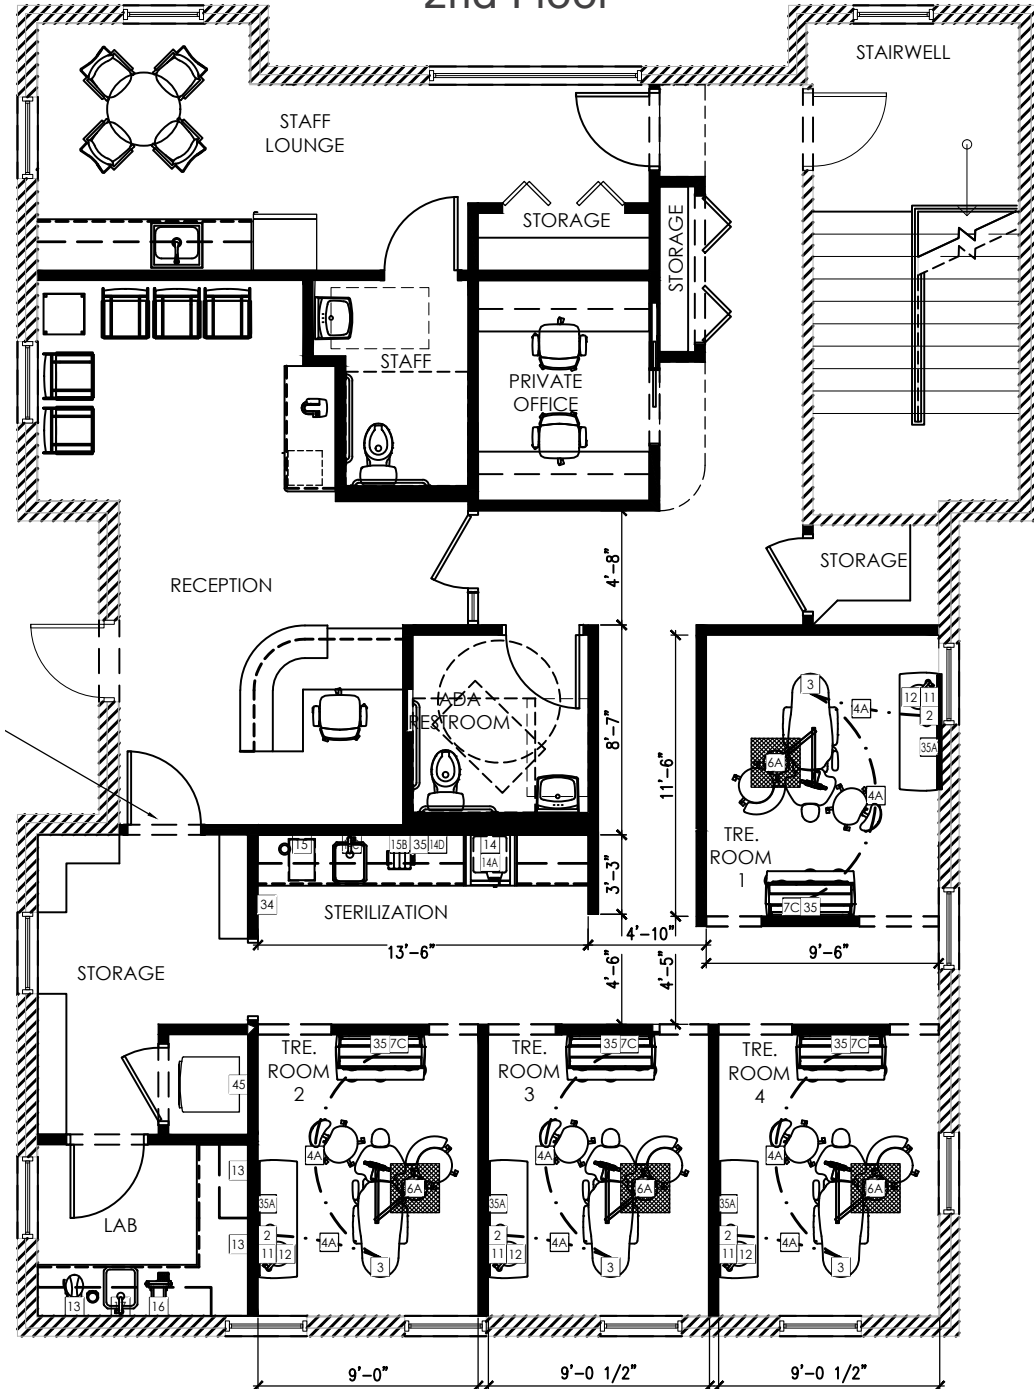 2nd Floor
STAIRWELL
STAFF
LOUNGE
STORAGE
STORAGE
STAFF
PRIVATE
OFFICE
4'-8"
STORAGE
RECEPTION
ADA
RESTROOM
8'-7"
11'-6"
3
4A
12 11
2
35A
6A
4A
TRE.
ROOM
1
7C 35
15
15B 35 14D
14
14A
3'-3"
34
STERILIZATION
13'-6"
4'-10"
9'-6"
4'-6"
4'-5"
STORAGE
45
TRE.
ROOM
2
35 7C
TRE.
ROOM
3
35 7C
TRE.
ROOM
4
35 7C
4A
4A
4A
6A
6A
6A
13
35A
35A
35A
LAB
13
2
11 12
4A
3
2
11 12
4A
3
2
11 12
4A
3
13
16
9'-0"
9'-0 1/2"
9'-0 1/2"